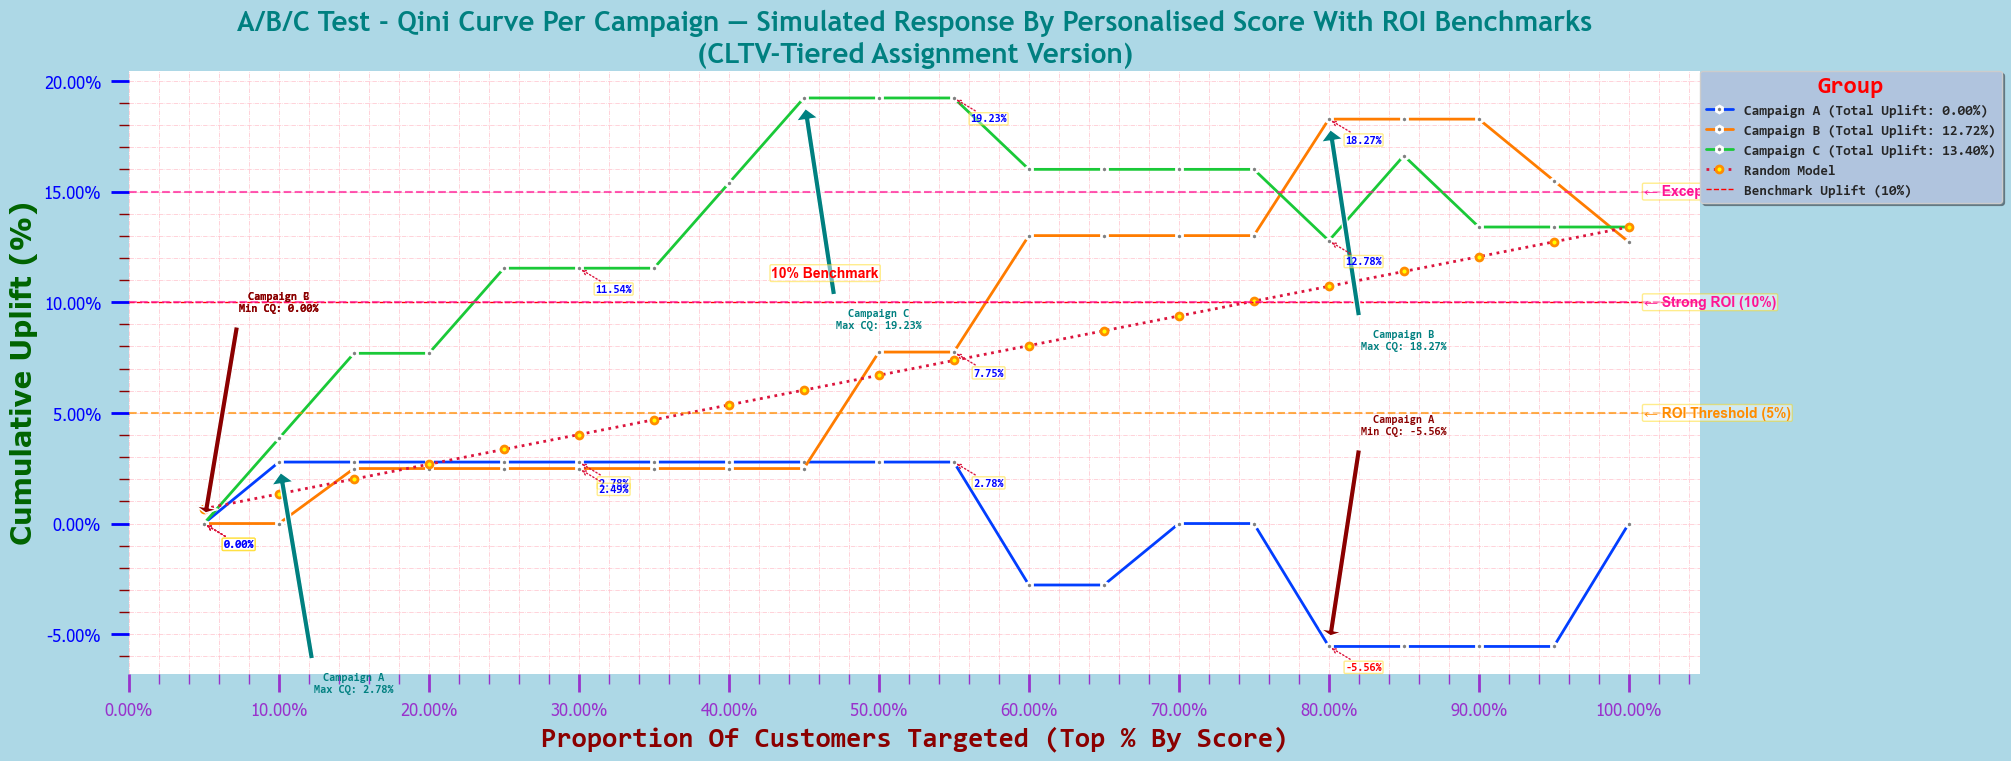 A/B/C Test - Qini Curve Per Campaign — Simulated Response By Personalised Score With ROI Benchmarks
(CLTV-Tiered Assignment Version)
Cumulative Uplift (%)
20.00%
15.00%
10.00%
5.00%
0.00%
-5.00%
Group
Campaign A (Total Uplift: 0.00%)
Campaign B (Total Uplift: 12.72%)
Campaign C (Total Uplift: 13.40%)
Random Model
Benchmark Uplift (10%)
19.23%
18.27%
← Excep
12.78%
10% Benchmark
11.54%
Campaign B
Min CQ: 0.00%
← Strong ROI (10%)
Campaign C
Max CQ: 19.23%
Campaign B
Max CQ: 18.27%
7.75%
← ROI Threshold (5%)
Campaign A
Min CQ: -5.56%
2.78%
2.49%
2.78%
0.00%
-5.56%
Campaign A
Max CQ: 2.78%
0.00%
10.00%
20.00%
30.00%
40.00%
50.00%
60.00%
70.00%
80.00%
90.00%
100.00%
Proportion Of Customers Targeted (Top % By Score)